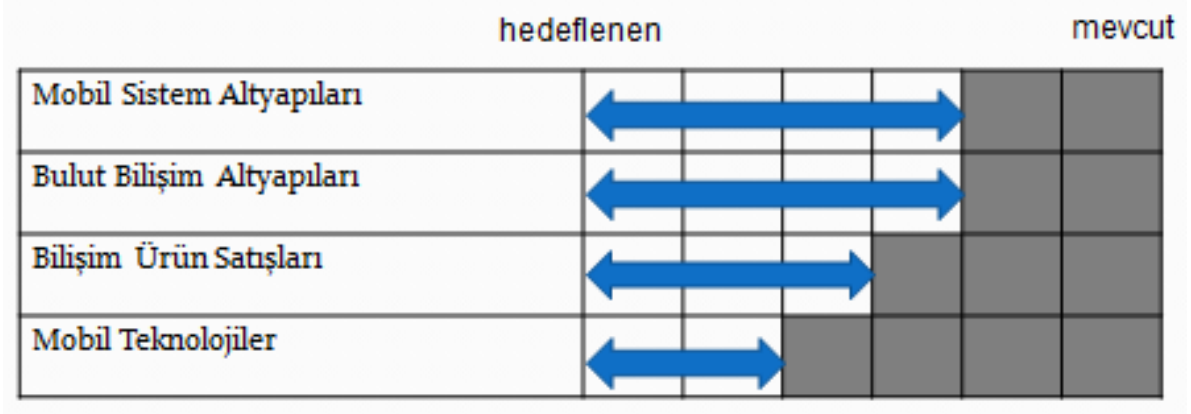 hedeflenen mevcut
Mobil Sistem Altyapıları
Bulut Bilişim Altyapıları
Bilişim Ürün Satışları
Mobil Teknolojiler